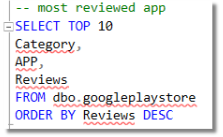 -- most reviewed app
SELECT TOP 10
Category,
APP,
Reviews
FROM dbo.googleplaystore
ORDER BY Reviews DESC